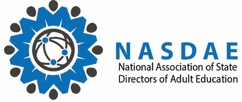 NASDAE
National Association of State
Directors of Adult Education